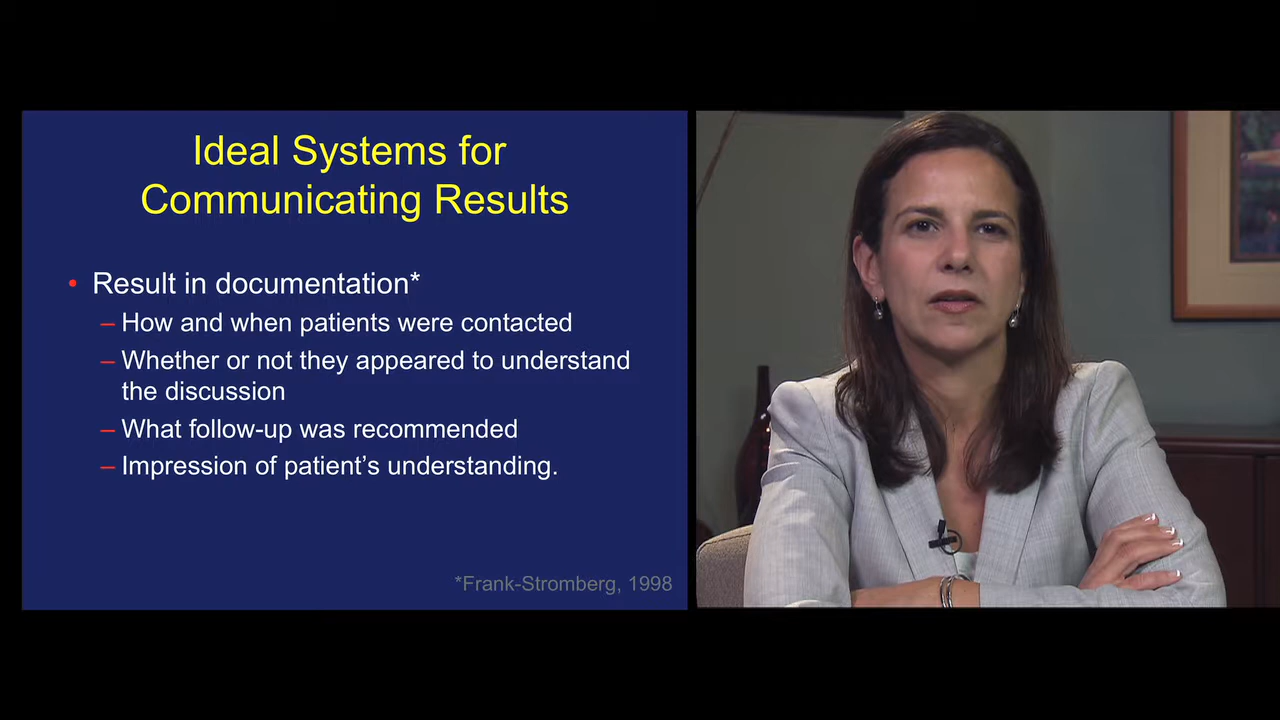 Ideal Systems for
Communicating Results
• Result in documentation*
– How and when patients were contacted
– Whether or not they appeared to understand
the discussion
– What follow-up was recommended
– Impression of patient’s understanding.
*Frank-Stromberg, 1998